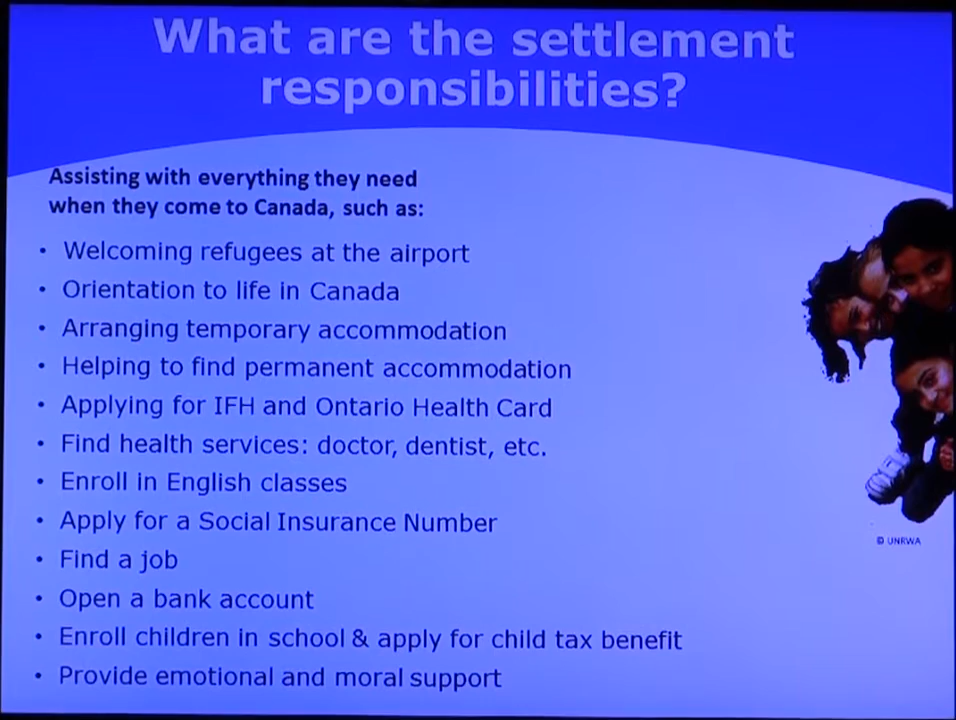 What are the settlement
responsibilities?
Assisting with everything they need
when they come to Canada, such as:
• Welcoming refugees at the airport
• Orientation to life in Canada
• Arranging temporary accommodation
• Helping to find permanent accommodation
• Applying for IFH and Ontario Health Card
• Find health services: doctor, dentist, etc.
• Enroll in English classes
• Apply for a Social Insurance Number
• Find a job
• Open a bank account
• Enroll children in school & apply for child tax benefit
• Provide emotional and moral support
© UNRWA